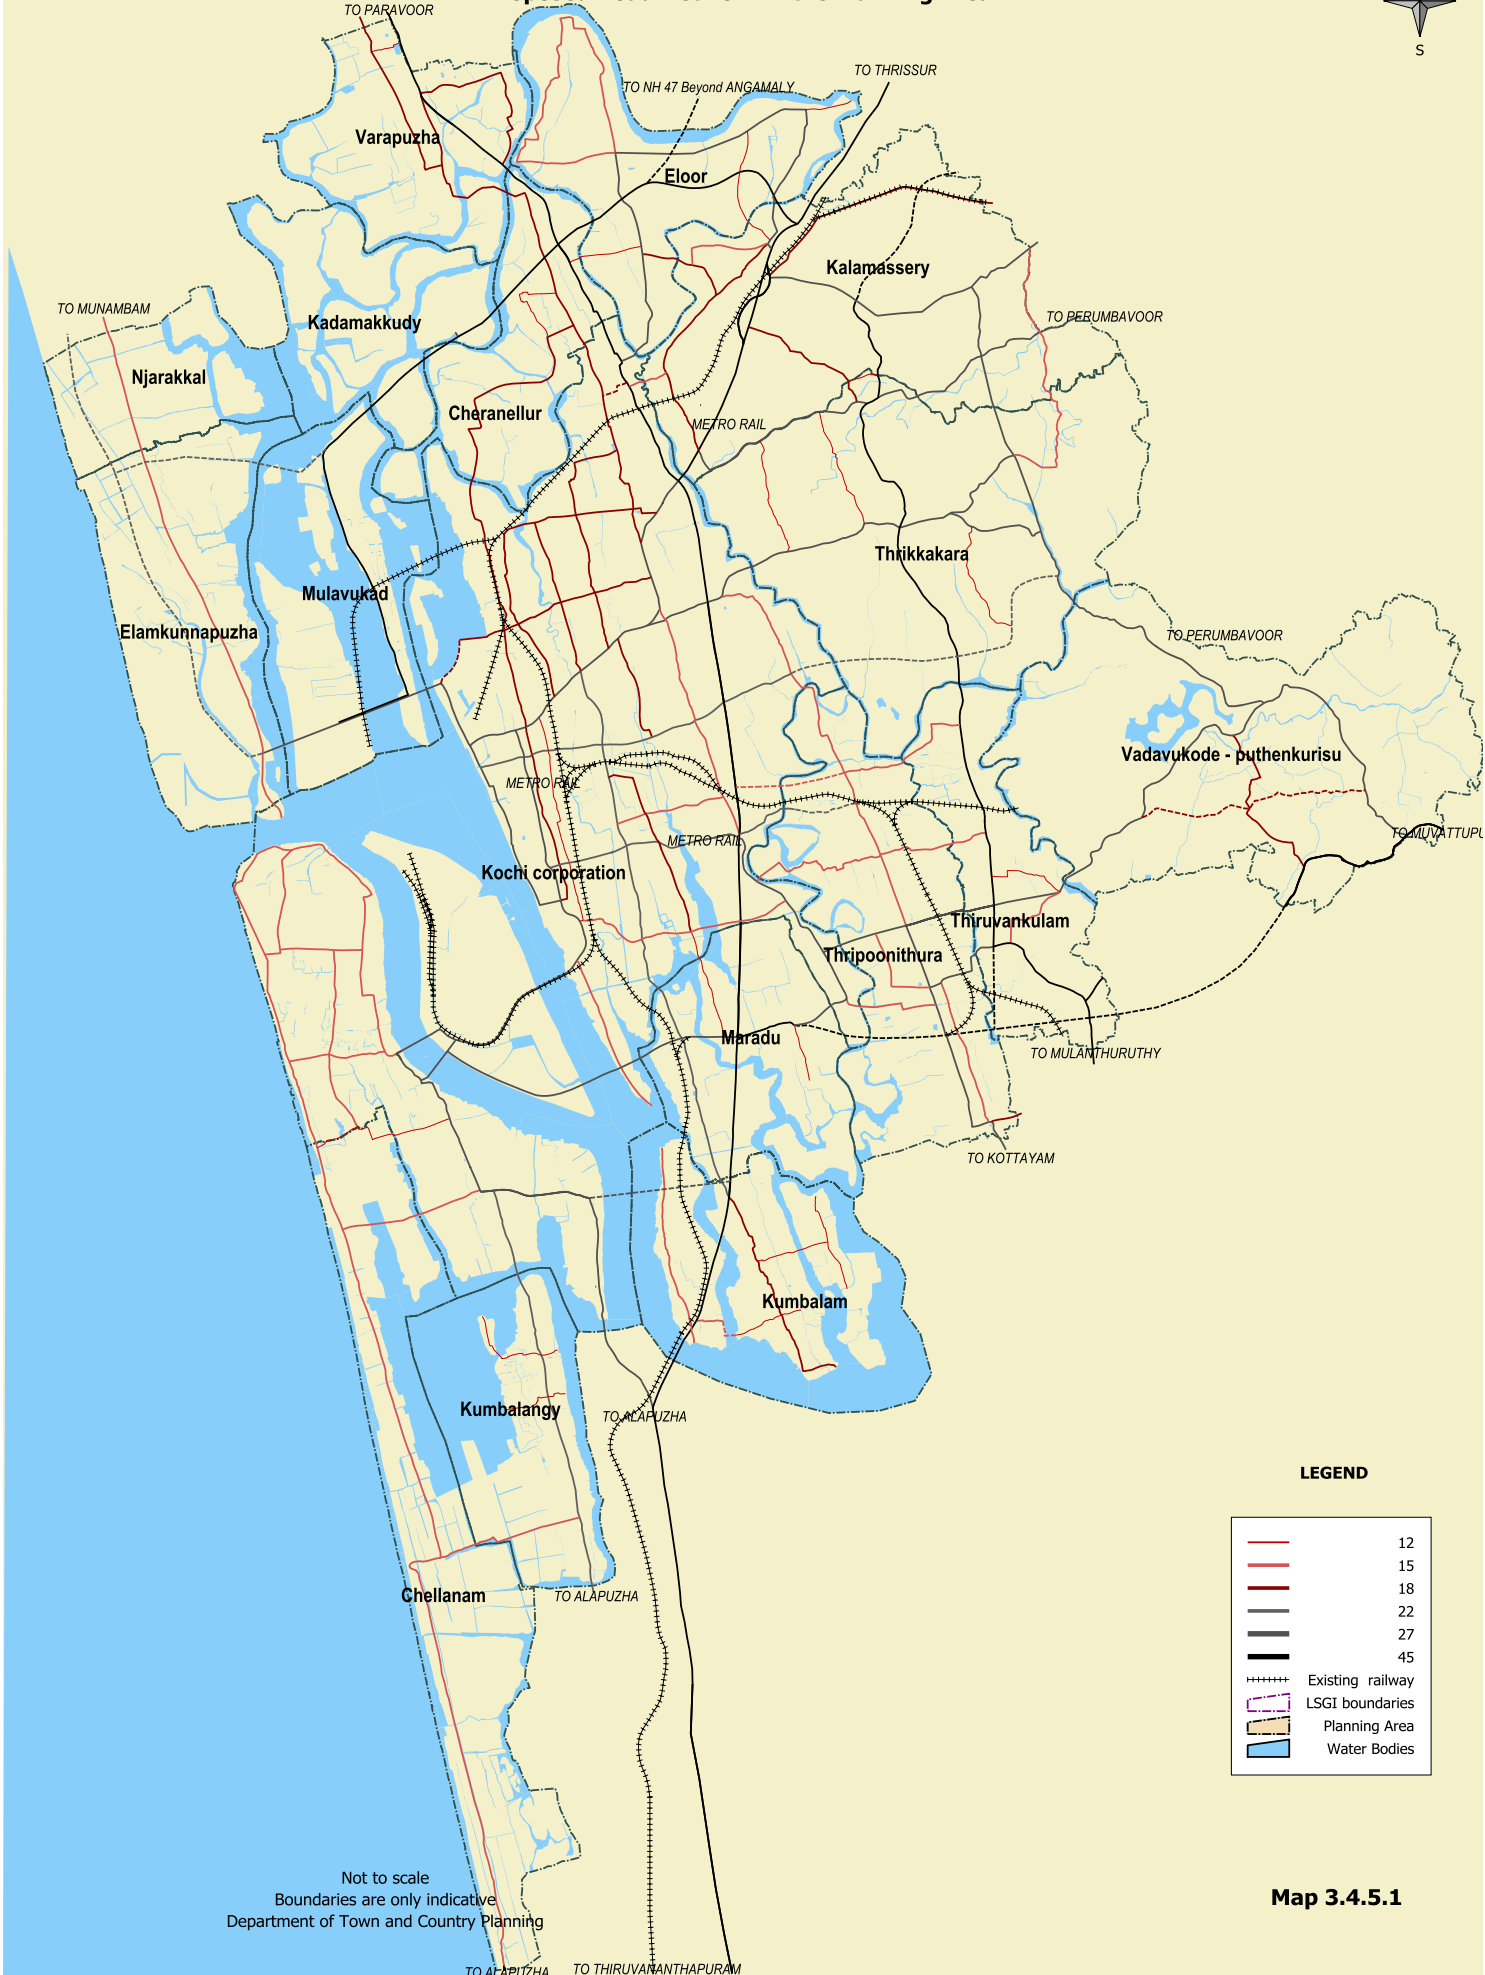 TO PARAVOOR
S
TO THRISSUR
TO NH 47 Beyond ANGAMALY
Varapuzha
Eloor
Kalamassery
TO MUNAMBAM
Kadamakkudy
TO PERUMBAVOOR
Njarakkal
Cheranellur
METRO RAIL
Thrikkakara
Mulavukad
Elamkunnapuzha
TO PERUMBAVOOR
Vadavukode - puthenkurisu
METRO RAIL
METRO RAIL
TO MUVATTUPU
Kochi corporation
Thiruvankulam
Thripoonithura
Maradu
TO MULANTHURUTHY
TO KOTTAYAM
Kumbalam
Kumbalangy
TO ALAPUZHA
LEGEND
12
15
18
22
27
45
Existing railway
LSGI boundaries
Planning Area
Water Bodies
Chellanam
TO ALAPUZHA
Not to scale
Boundaries are only indicative
Department of Town and Country Planning
Map 3.4.5.1
TO ALAPUZHA
TO THIRUVANANTHAPURAM